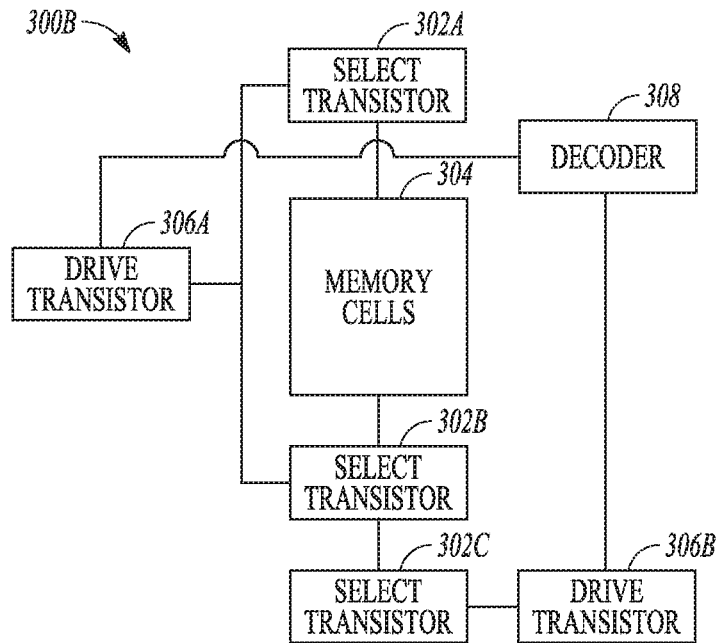 300B
302A
SELECT
TRANSISTOR
308
DECODER
304
MEMORY
CELLS
306A
DRIVE
TRANSISTOR
302B
SELECT
TRANSISTOR
302C
SELECT
TRANSISTOR
306B
DRIVE
TRANSISTOR